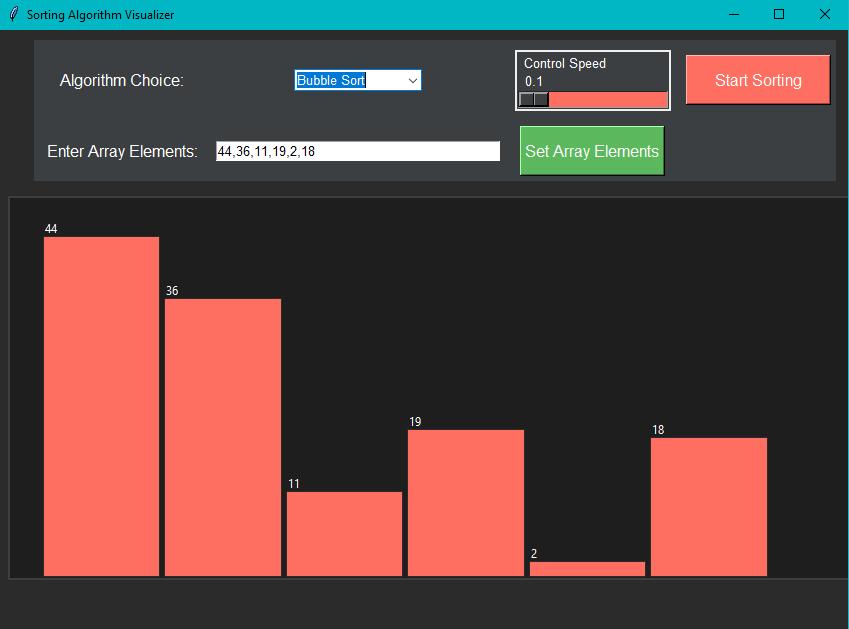 Sorting Algorithm Visualizer
Algorithm Choice:
Bubble Sort
Control Speed
0.1
Start Sorting
Enter Array Elements:
44,36,11,19,2,18
Set Array Elements
44
36
11
19
2
18